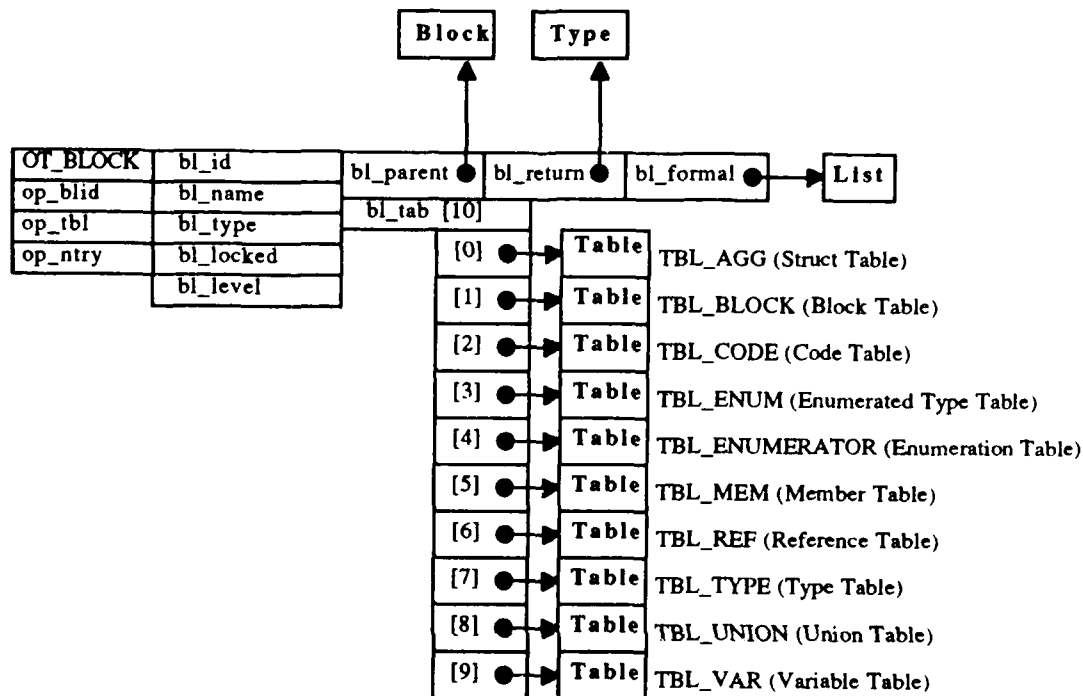 Block Type
OT_BLOCK bl_id bl_parent bl_return bl_formal List
op_blid bl_name
op_tbl bl_type bl_tab [10]
op_ntry bl_locked
bl_level
[0] Table TBL_AGG (Struct Table)
[1] Table TBL_BLOCK (Block Table)
[2] Table TBL_CODE (Code Table)
[3] Table TBL_ENUM (Enumerated Type Table)
[4] Table TBL_ENUMERATOR (Enumeration Table)
[5] Table TBL_MEM (Member Table)
[6] Table TBL_REF (Reference Table)
[7] Table TBL_TYPE (Type Table)
[8] Table TBL_UNION (Union Table)
[9] Table TBL_VAR (Variable Table)